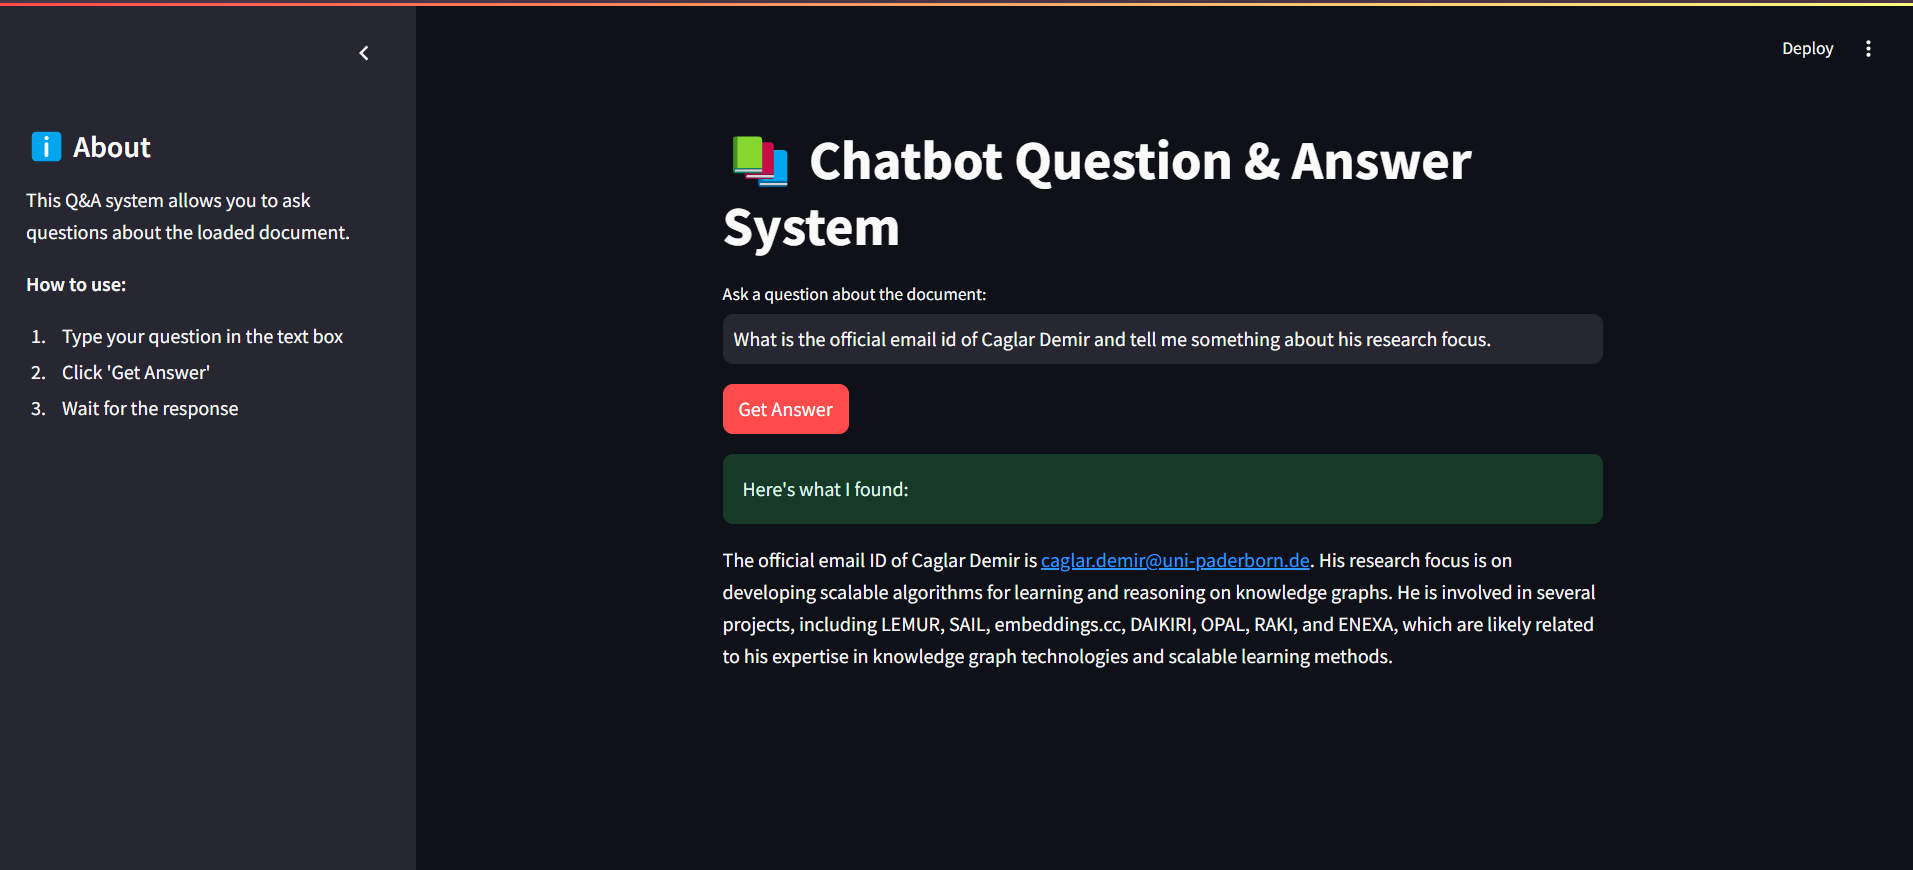 Deploy
About
This Q&A system allows you to ask
questions about the loaded document.
How to use:
1. Type your question in the text box
2. Click 'Get Answer'
3. Wait for the response
Chatbot Question & Answer
System
Ask a question about the document:
What is the official email id of Caglar Demir and tell me something about his research focus.
Get Answer
Here's what I found:
The official email ID of Caglar Demir is caglar.demir@uni-paderborn.de. His research focus is on
developing scalable algorithms for learning and reasoning on knowledge graphs. He is involved in several
projects, including LEMUR, SAIL, embeddings.cc, DAIKIRI, OPAL, RAKI, and ENEXA, which are likely related
to his expertise in knowledge graph technologies and scalable learning methods.